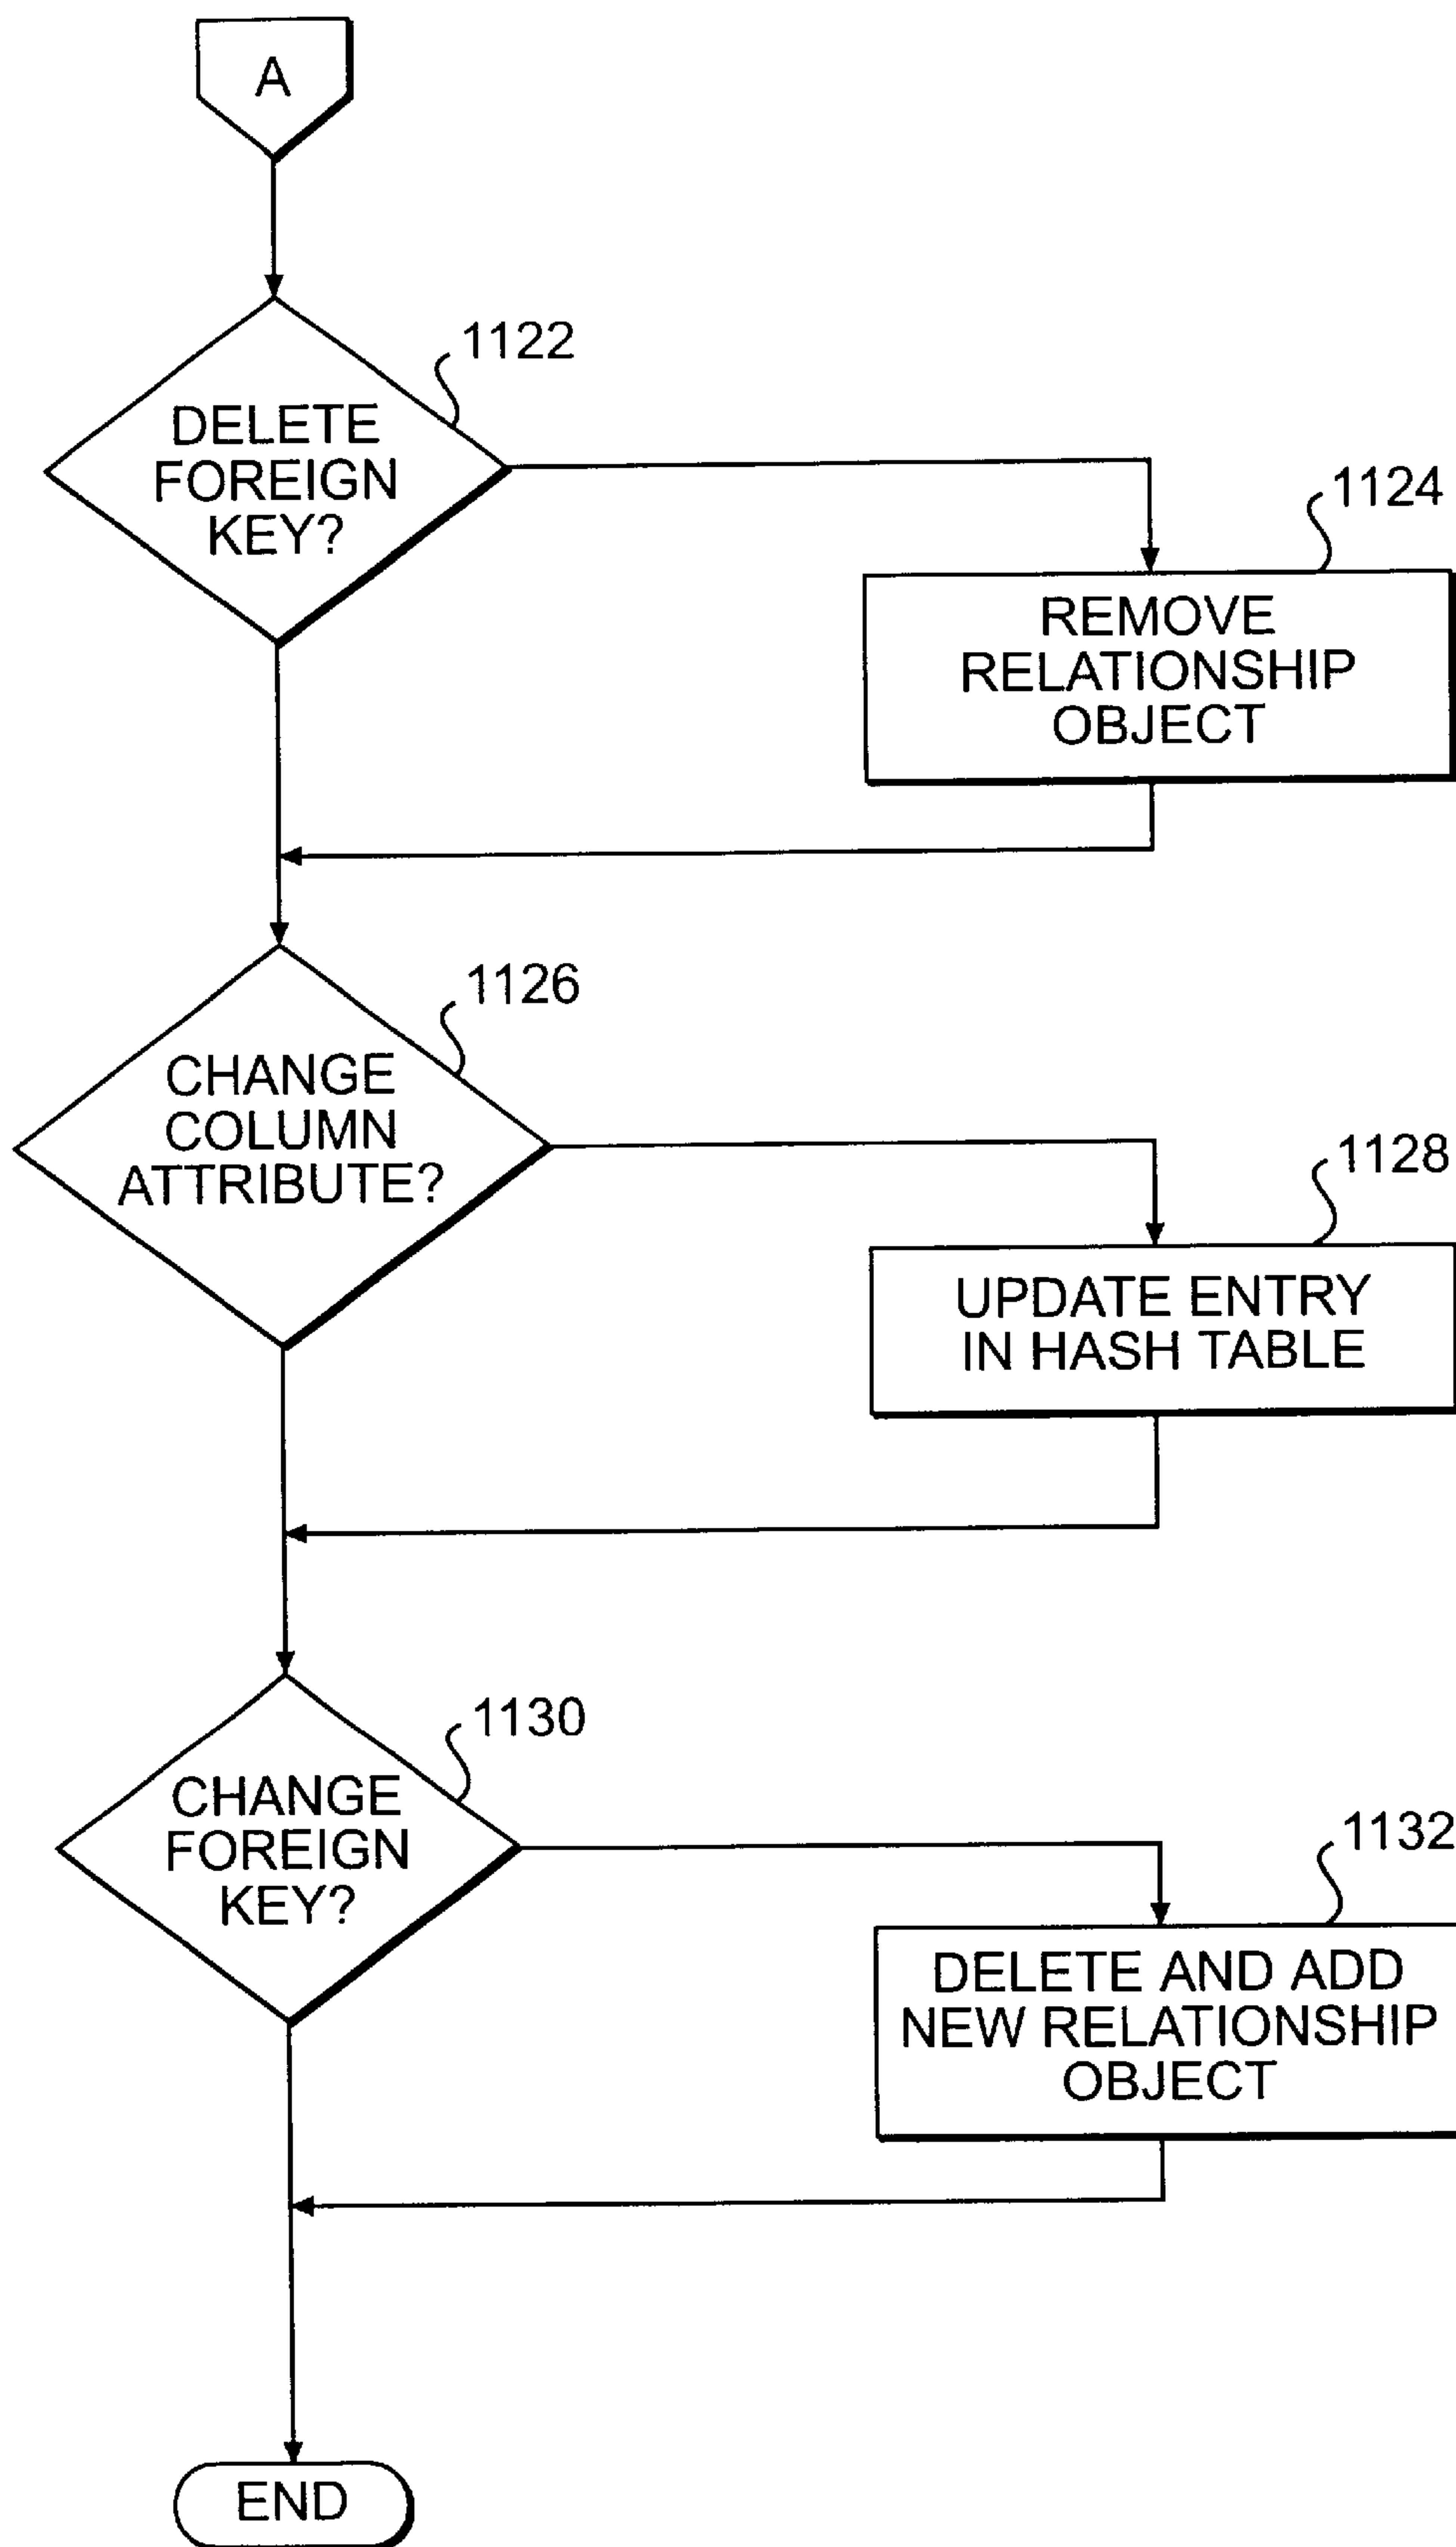 A
1122
DELETE
FOREIGN
KEY?
1124
REMOVE
RELATIONSHIP
OBJECT
1126
CHANGE
COLUMN
ATTRIBUTE?
1128
UPDATE ENTRY
IN HASH TABLE
1130
CHANGE
FOREIGN
KEY?
1132
DELETE AND ADD
NEW RELATIONSHIP
OBJECT
END